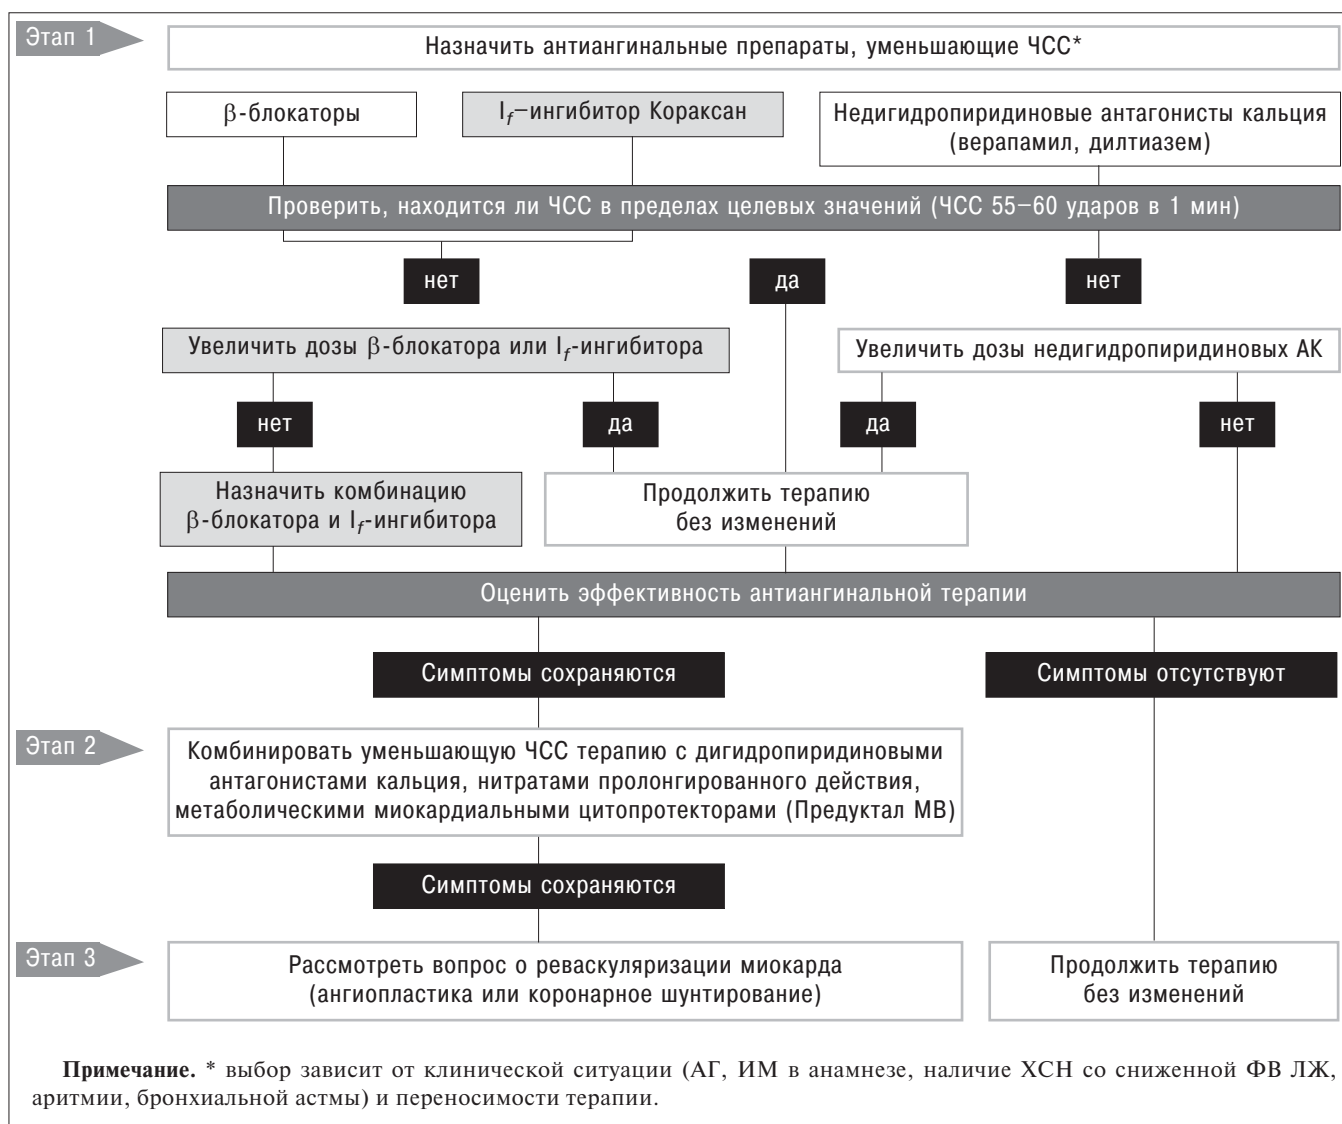 Этап 1
Назначить антиангинальные препараты, уменьшающие ЧСС*
β-блокаторы
If–ингибитор Кораксан
Недигидропиридиновые антагонисты кальция
(верапамил, дилтиазем)
Проверить, находится ли ЧСС в пределах целевых значений (ЧСС 55–60 ударов в 1 мин)
нет
да
нет
Увеличить дозы β-блокатора или If-ингибитора
Увеличить дозы недигидропиридиновых АК
нет
да
да
нет
Назначить комбинацию
β-блокатора и If-ингибитора
Продолжить терапию
без изменений
Оценить эффективность антиангинальной терапии
Симптомы сохраняются
Симптомы отсутствуют
Этап 2
Комбинировать уменьшающую ЧСС терапию с дигидропиридиновыми
антагонистами кальция, нитратами пролонгированного действия,
метаболическими миокардиальными цитопротекторами (Предуктал МВ)
Симптомы сохраняются
Этап 3
Рассмотреть вопрос о реваскуляризации миокарда
(ангиопластика или коронарное шунтирование)
Продолжить терапию
без изменений
Примечание. * выбор зависит от клинической ситуации (АГ, ИМ в анамнезе, наличие ХСН со сниженной ФВ ЛЖ,
аритмии, бронхиальной астмы) и переносимости терапии.